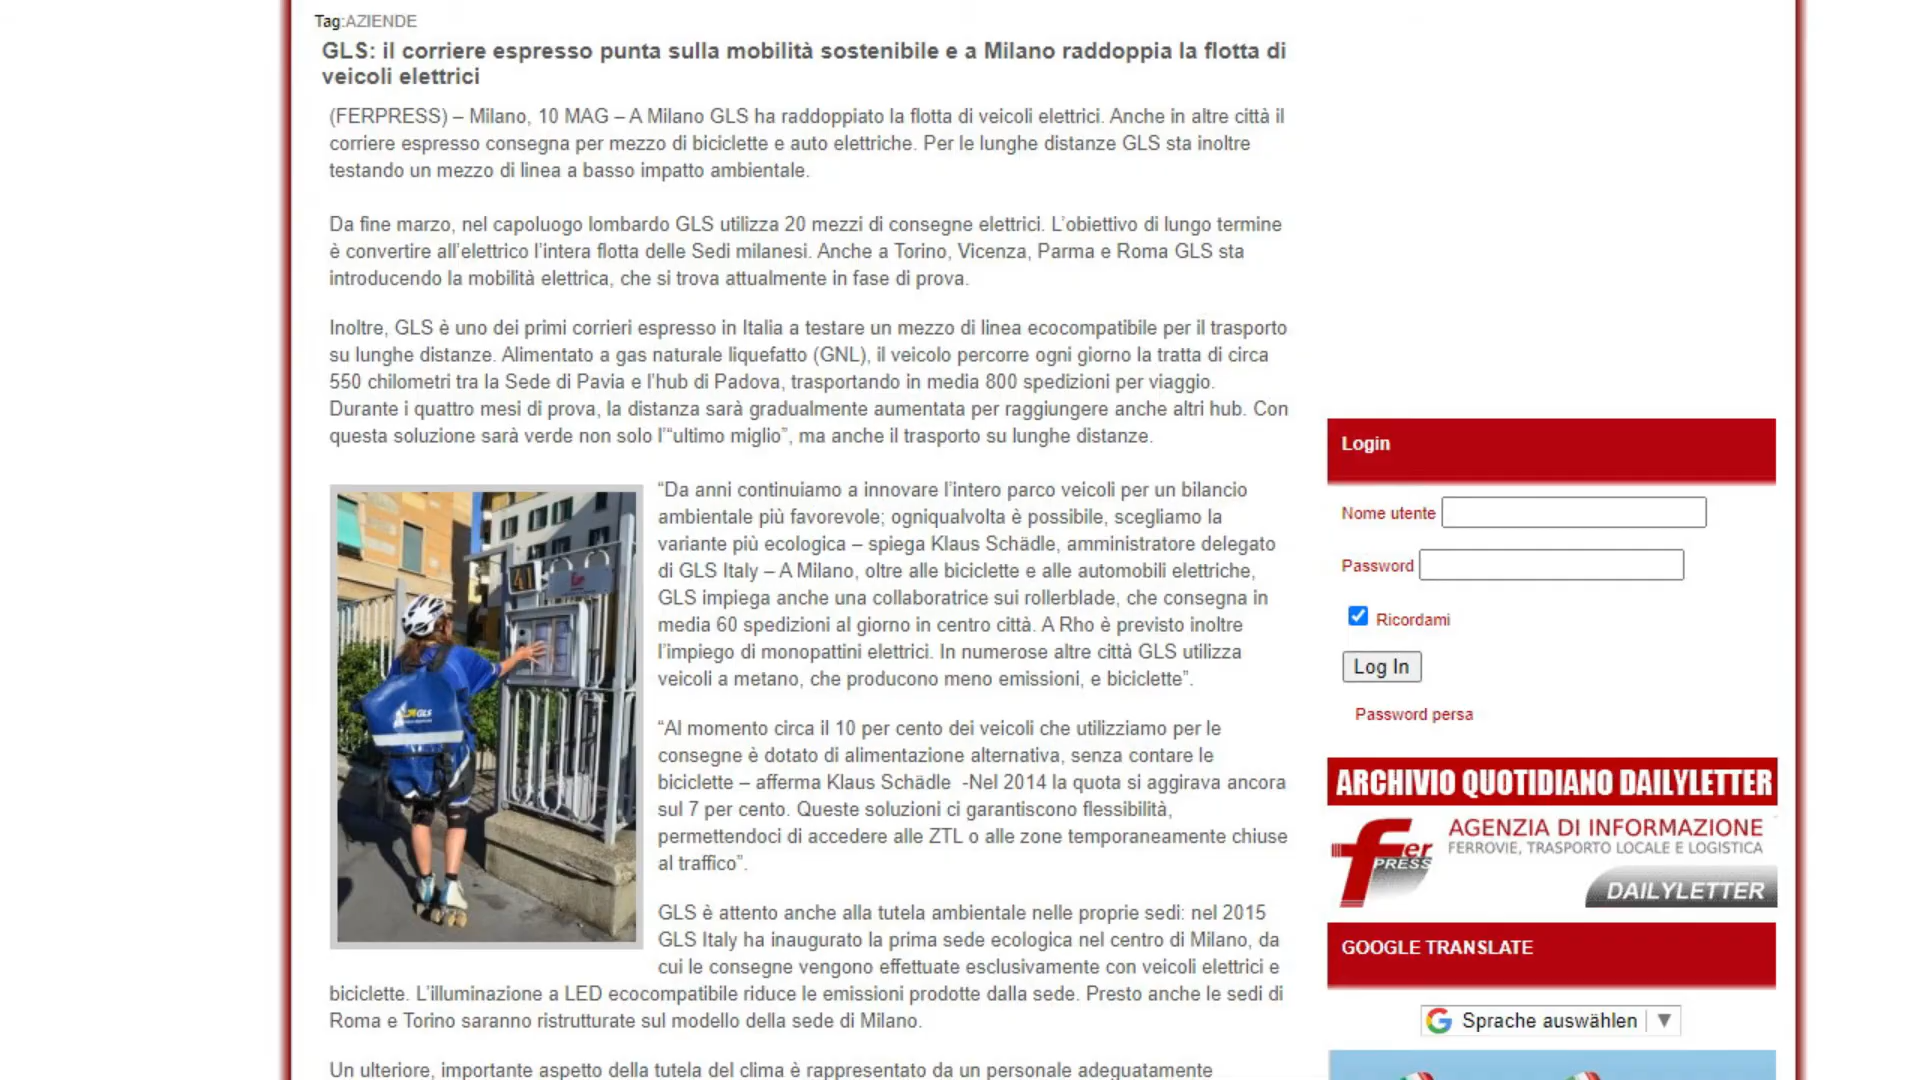 Tag:AZIENDE
GLS: il corriere espresso punta sulla mobilità sostenibile e a Milano raddoppia la flotta di
veicoli elettrici
(FERPRESS) – Milano, 10 MAG – A Milano GLS ha raddoppiato la flotta di veicoli elettrici. Anche in altre città il
corriere espresso consegna per mezzo di biciclette e auto elettriche. Per le lunghe distanze GLS sta inoltre
testando un mezzo di linea a basso impatto ambientale.
Da fine marzo, nel capoluogo lombardo GLS utilizza 20 mezzi di consegne elettrici. L’obiettivo di lungo termine
è convertire all’elettrico l’intera flotta delle Sedi milanesi. Anche a Torino, Vicenza, Parma e Roma GLS sta
introducendo la mobilità elettrica, che si trova attualmente in fase di prova.
Inoltre, GLS è uno dei primi corrieri espresso in Italia a testare un mezzo di linea ecocompatibile per il trasporto
su lunghe distanze. Alimentato a gas naturale liquefatto (GNL), il veicolo percorre ogni giorno la tratta di circa
550 chilometri tra la Sede di Pavia e l’hub di Padova, trasportando in media 800 spedizioni per viaggio.
Durante i quattro mesi di prova, la distanza sarà gradualmente aumentata per raggiungere anche altri hub. Con
questa soluzione sarà verde non solo l’“ultimo miglio”, ma anche il trasporto su lunghe distanze.
“Da anni continuiamo a innovare l’intero parco veicoli per un bilancio
ambientale più favorevole; ogniqualvolta è possibile, scegliamo la
variante più ecologica – spiega Klaus Schädle, amministratore delegato
di GLS Italy – A Milano, oltre alle biciclette e alle automobili elettriche,
GLS impiega anche una collaboratrice sui rollerblade, che consegna in
media 60 spedizioni al giorno in centro città. A Rho è previsto inoltre
l’impiego di monopattini elettrici. In numerose altre città GLS utilizza
veicoli a metano, che producono meno emissioni, e biciclette”.
“Al momento circa il 10 per cento dei veicoli che utilizziamo per le
consegne è dotato di alimentazione alternativa, senza contare le
biciclette – afferma Klaus Schädle  -Nel 2014 la quota si aggirava ancora
sul 7 per cento. Queste soluzioni ci garantiscono flessibilità,
permettendoci di accedere alle ZTL o alle zone temporaneamente chiuse
al traffico”.
GLS è attento anche alla tutela ambientale nelle proprie sedi: nel 2015
GLS Italy ha inaugurato la prima sede ecologica nel centro di Milano, da
cui le consegne vengono effettuate esclusivamente con veicoli elettrici e
biciclette. L’illuminazione a LED ecocompatibile riduce le emissioni prodotte dalla sede. Presto anche le sedi di
Roma e Torino saranno ristrutturate sul modello della sede di Milano.
Un ulteriore, importante aspetto della tutela del clima è rappresentato da un personale adeguatamente
41
GLS
Login
Nome utente
Password
Ricordami
Log In
Password persa
ARCHIVIO QUOTIDIANO DAILYLETTER
fer PRESS
AGENZIA DI INFORMAZIONE
FERROVIE, TRASPORTO LOCALE E LOGISTICA
DAILYLETTER
GOOGLE TRANSLATE
Sprache auswählen ▼